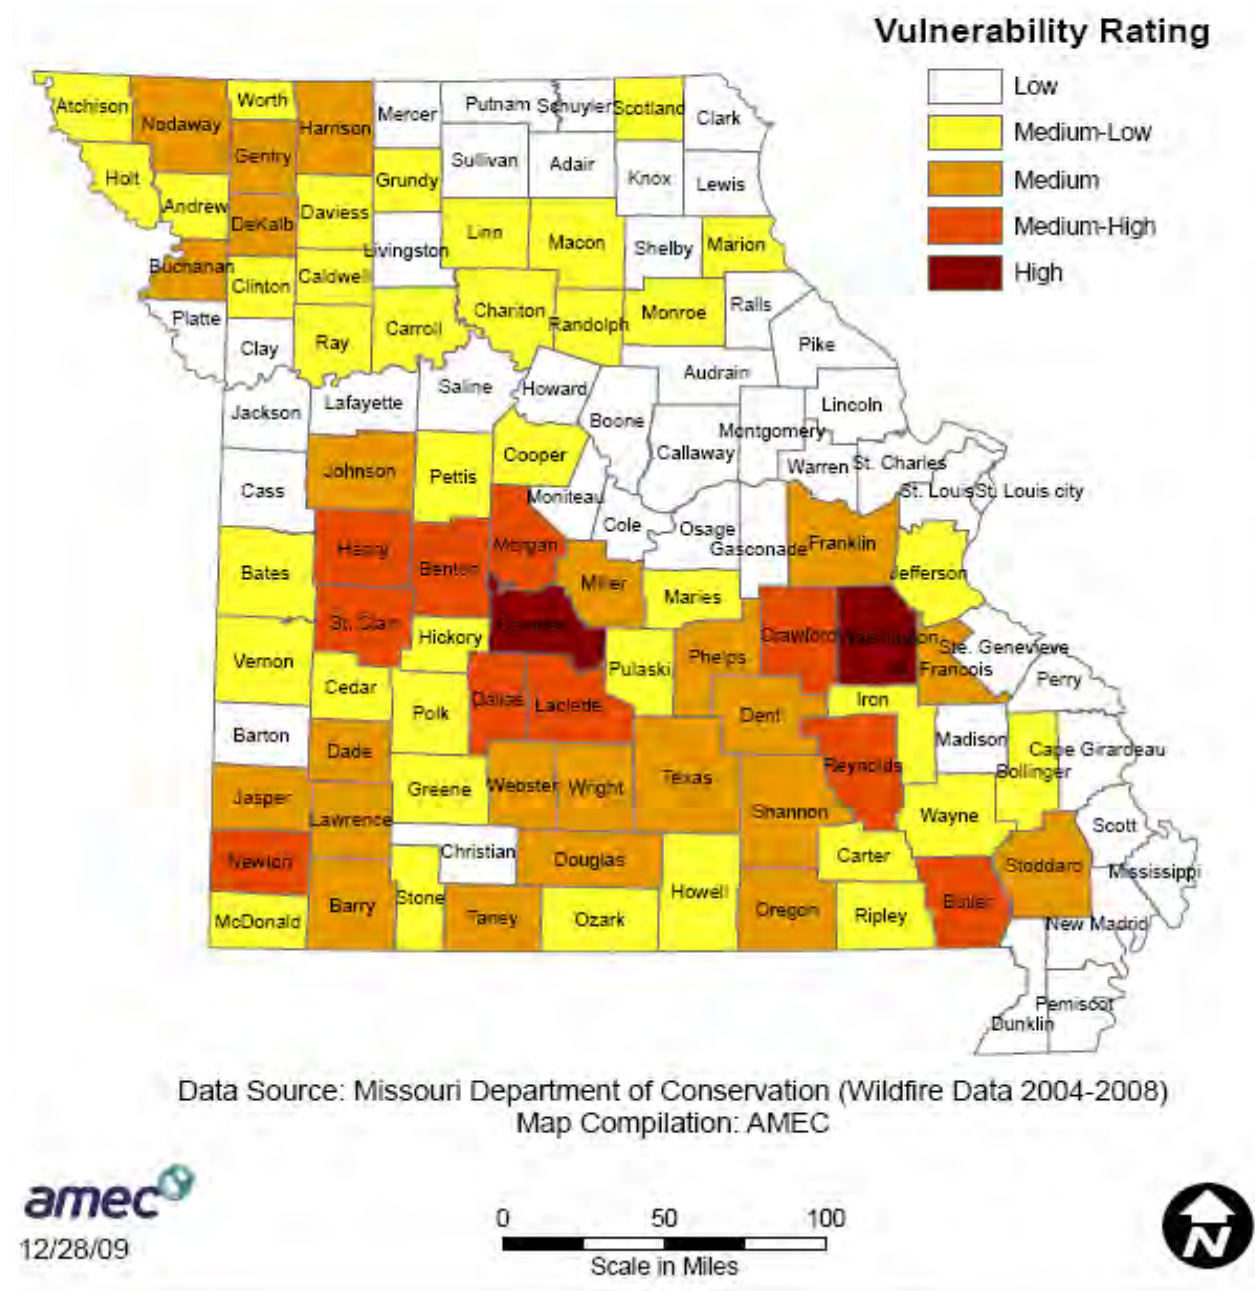 Vulnerability Rating
Low
Medium-Low
Medium
Medium-High
High
Atchison
Nodaway
Worth
Harrison
Mercer
Putnam
Schuyler
Scotland
Clark
Gentry
Holt
Andrew
DeKalb
Daviess
Grundy
Sullivan
Adair
Knox
Lewis
Buchanan
Clinton
Caldwell
Livingston
Linn
Macon
Shelby
Marion
Platte
Clay
Ray
Carroll
Chariton
Randolph
Monroe
Ralls
Pike
Audrain
Jackson
Lafayette
Saline
Howard
Boone
Callaway
Montgomery
Lincoln
Warren
St. Charles
St. Louis
St. Louis city
Cass
Johnson
Pettis
Cooper
Moniteau
Cole
Osage
Gasconade
Franklin
Jefferson
Bates
Henry
Benton
Morgan
Miller
Maries
Crawford
Washington
Ste. Genevieve
Francois
Perry
Vernon
St. Clair
Hickory
Pulaski
Phelps
Cedar
Polk
Dallas
Laclede
Dent
Iron
Madison
Cape Girardeau
Bollinger
Barton
Dade
Greene
Webster
Wright
Texas
Reynolds
Shannon
Wayne
Scott
Mississippi
Jasper
Lawrence
Christian
Douglas
Howell
Carter
Stoddard
Newton
Barry
Stone
Taney
Ozark
Oregon
Ripley
Butler
New Madrid
McDonald
Pemiscot
Dunklin
Data Source: Missouri Department of Conservation (Wildfire Data 2004-2008)
Map Compilation: AMEC
amec
12/28/09
0 50 100
Scale in Miles
N